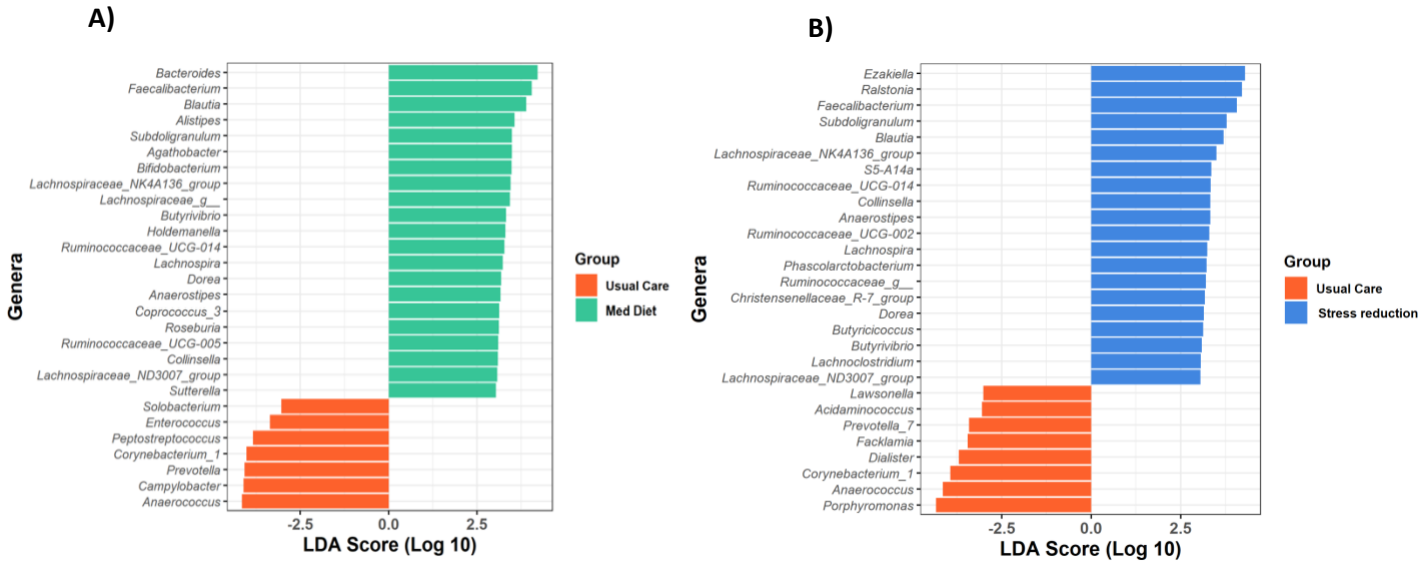 A)
Genera
Bacteroides
Faecalibacterium
Blautia
Alistipes
Subdoligranulum
Agathobacter
Bifidobacterium
Lachnospiraceae_NK4A136_group
Lachnospiraceae_g__
Butyrivibrio
Holdemanella
Ruminococcaceae_UCG-014
Lachnospira
Dorea
Anaerostipes
Coprococcus_3
Roseburia
Ruminococcaceae_UCG-005
Collinsella
Lachnospiraceae_ND3007_group
Sutterella
Solobacterium
Enterococcus
Peptostreptococcus
Corynebacterium_1
Prevotella
Campylobacter
Anaerococcus
-2.5 0.0 2.5
LDA Score (Log 10)
Group
Usual Care
Med Diet
B)
Genera
Ezakiella
Ralstonia
Faecalibacterium
Subdoligranulum
Blautia
Lachnospiraceae_NK4A136_group
S5-A14a
Ruminococcaceae_UCG-014
Collinsella
Anaerostipes
Ruminococcaceae_UCG-002
Lachnospira
Phascolarctobacterium
Ruminococcaceae_g__
Christensenellaceae_R-7_group
Dorea
Butyricicoccus
Butyrivibrio
Lachnoclostridium
Lachnospiraceae_ND3007_group
Lawsonella
Acidaminococcus
Prevotella_7
Facklamia
Dialister
Corynebacterium_1
Anaerococcus
Porphyromonas
-2.5 0.0 2.5
LDA Score (Log 10)
Group
Usual Care
Stress reduction